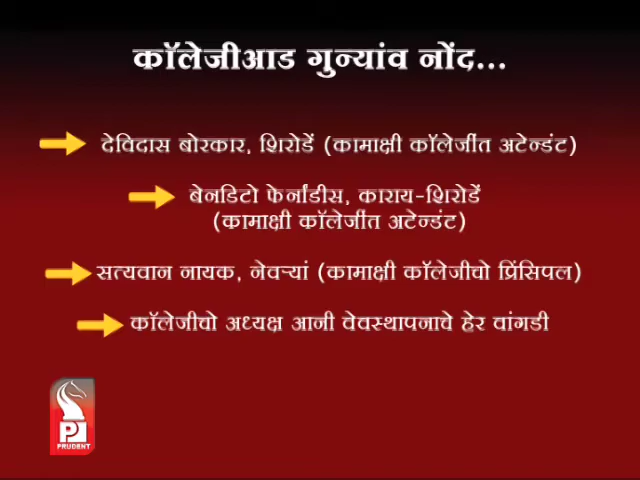 कॉलेजीआड गुन्यांव नोंद...
देविदास बोरकार, शिरोडें (कामाक्षी कॉलेजींत अटेन्डंट)
बेनडिटो फेर्नांडीस, काराय-शिरोडें
(कामाक्षी कॉलेजींत अटेन्डंट)
सत्यवान नायक, नेवऱ्यां (कामाक्षी कॉलेजीचो प्रिंसिपल)
कॉलेजीचो अध्यक्ष आनी वेवस्थापनाचे हेर वांगडी
PRUDENT